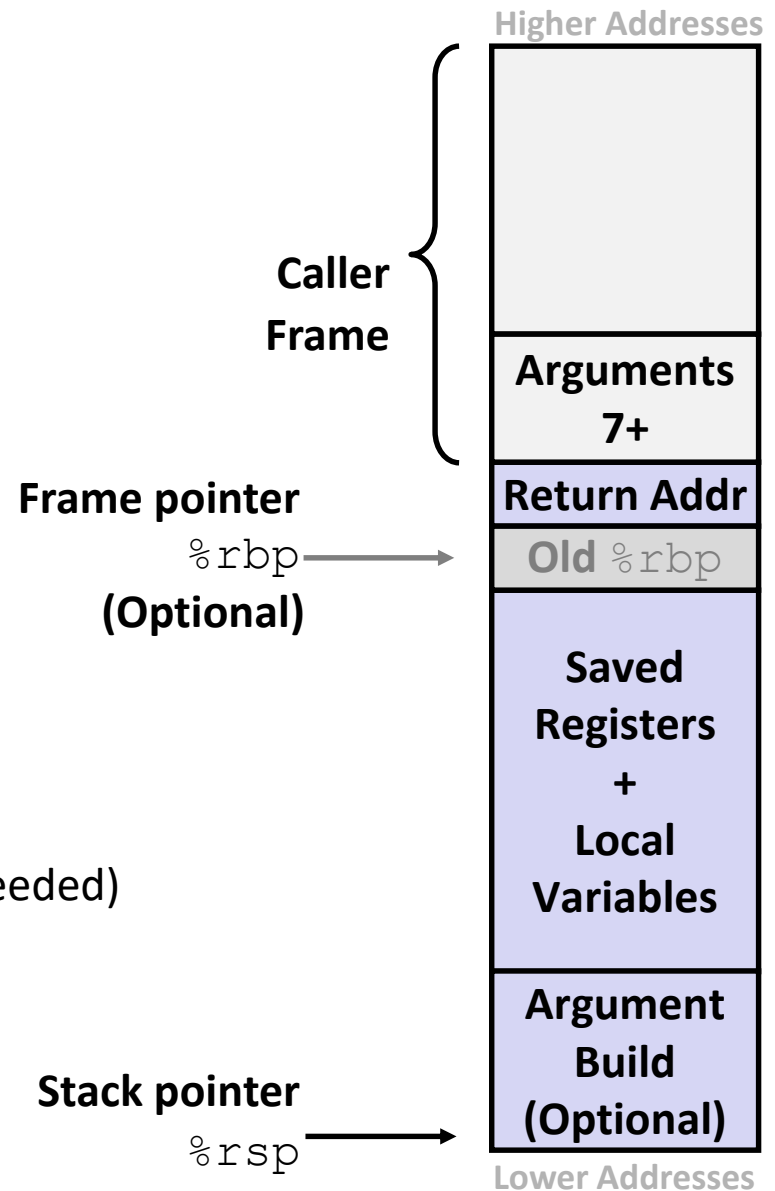 Higher Addresses
Caller
Frame
Arguments
7+
Return Addr
Frame pointer
%rbp
(Optional)
Old %rbp
Saved
Registers
+
Local
Variables
eeded)
Argument
Build
(Optional)
Stack pointer
%rsp
Lower Addresses